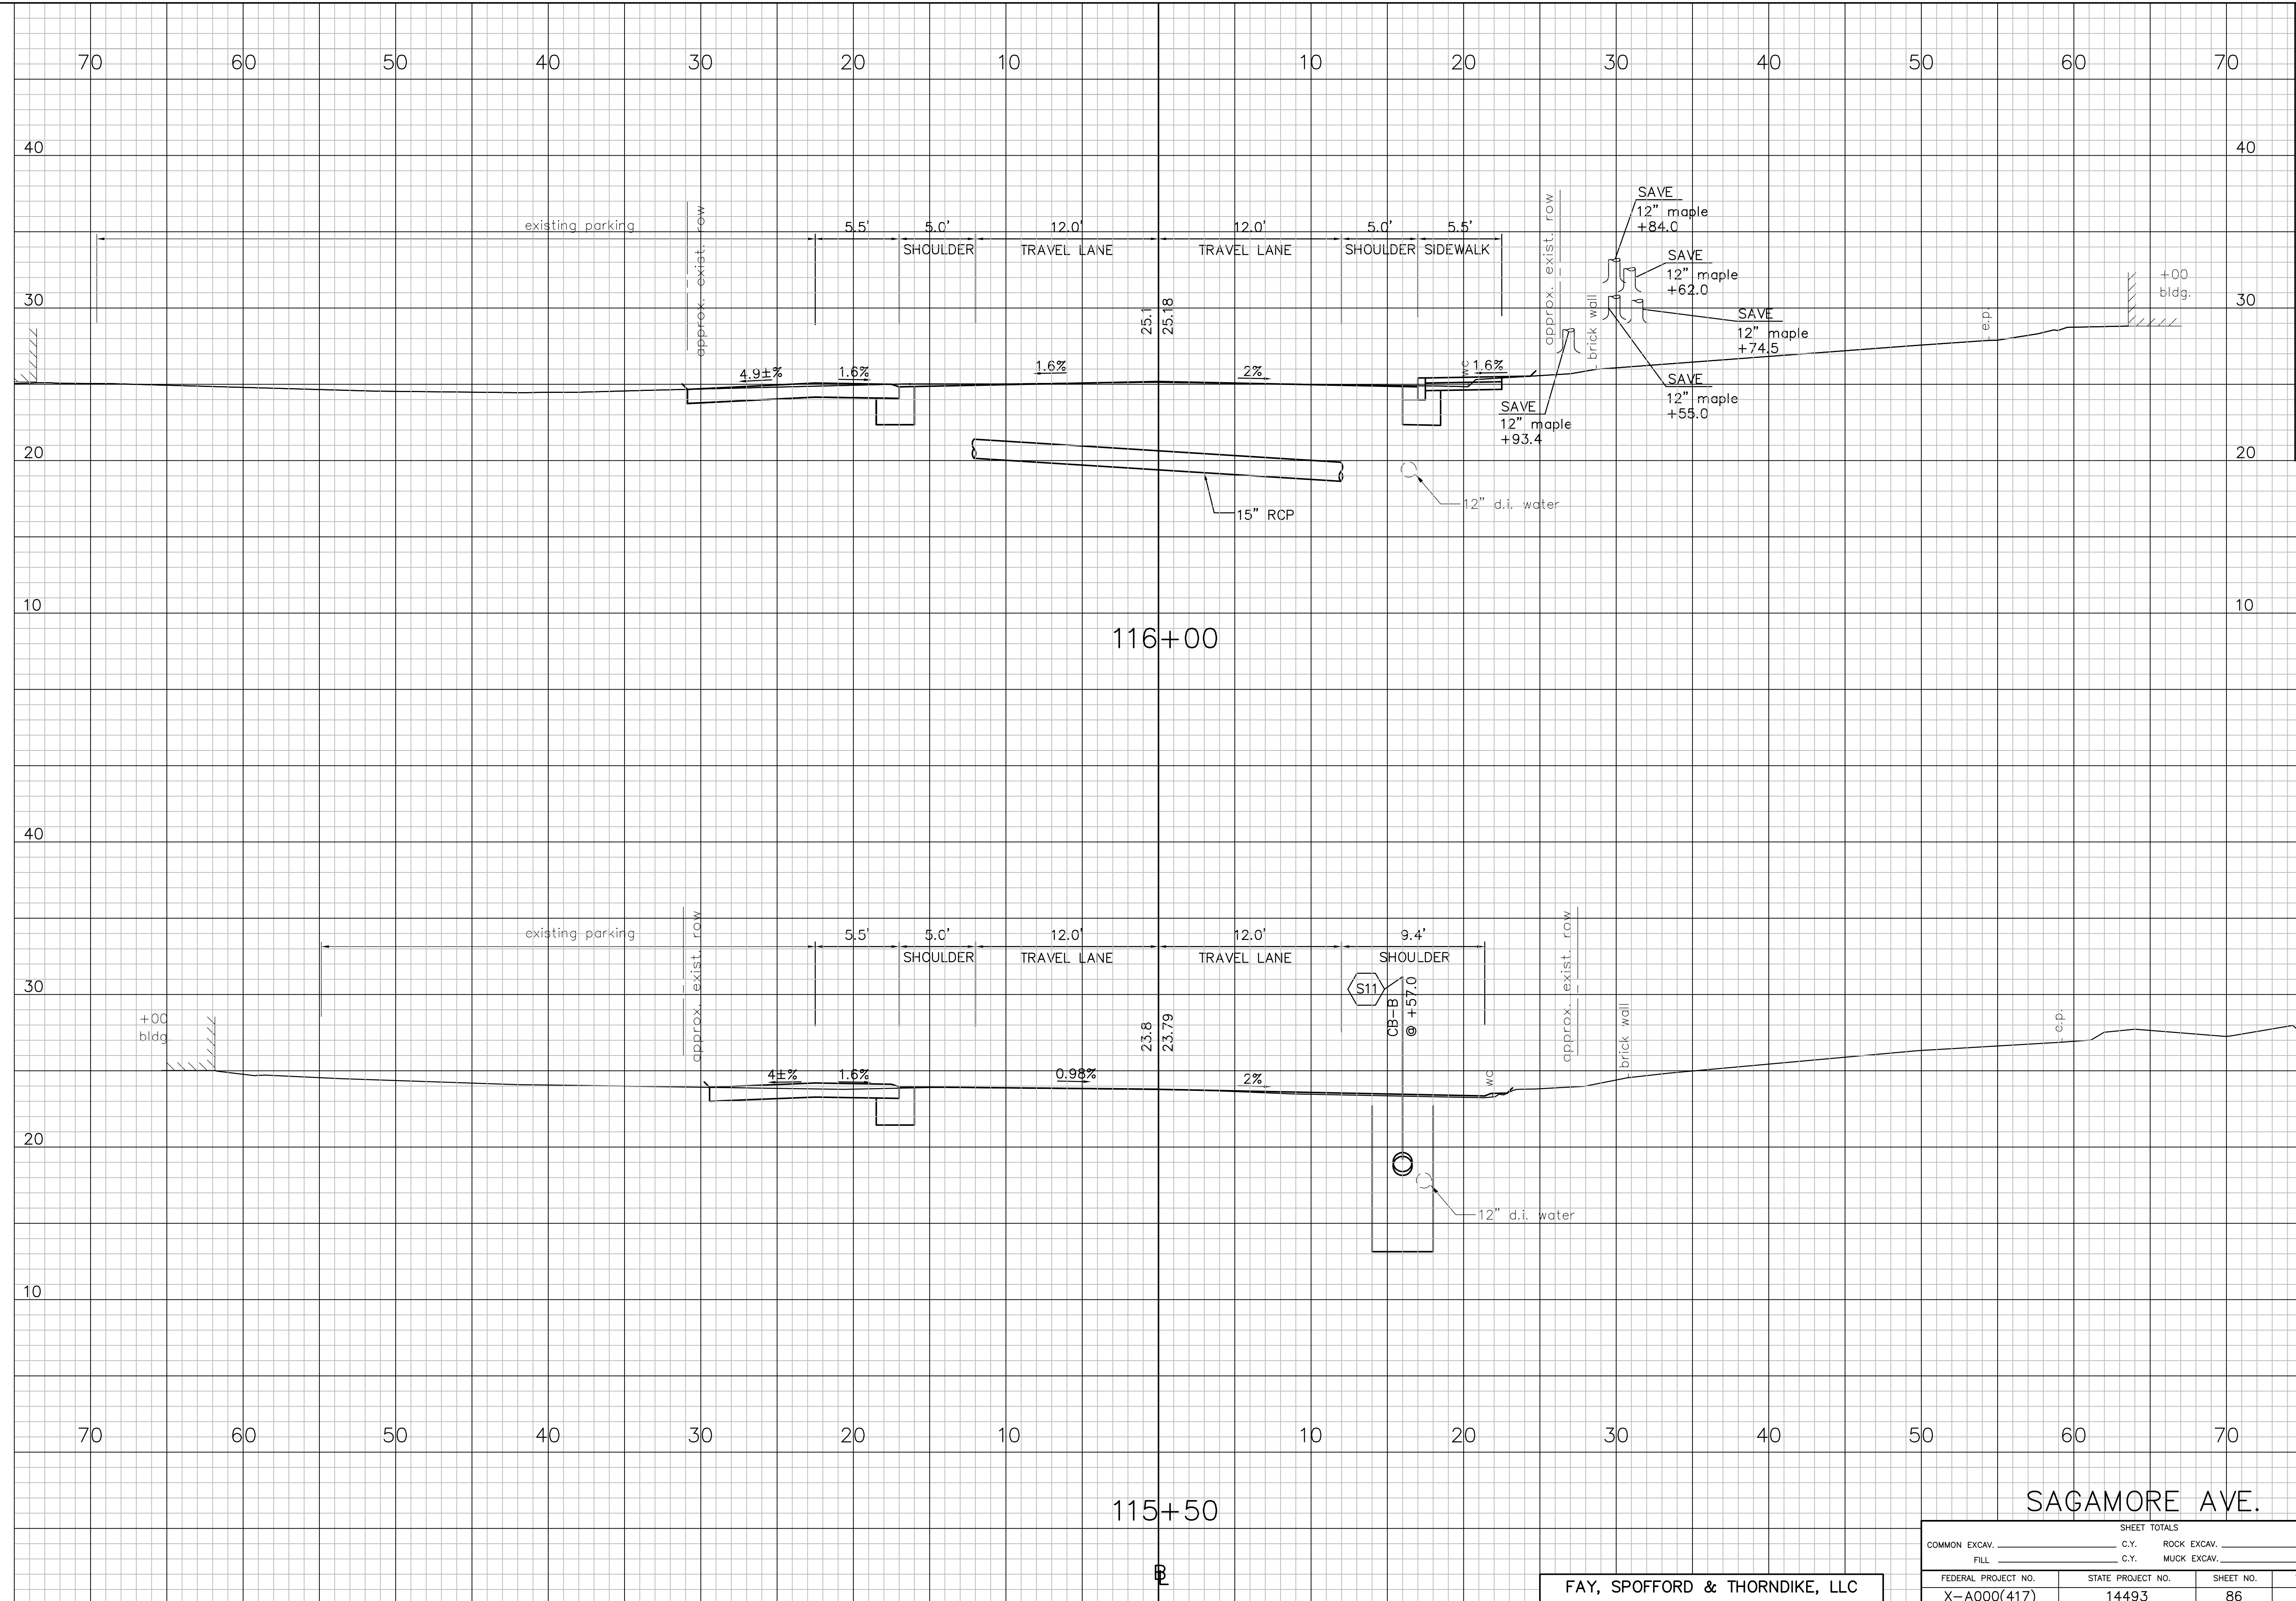 70 60 50 40 30 20 10 10 20 30 40 50 60 70
40 40
SAVE
12" maple
+84.0
existing parking 5.5' 5.0' 12.0' 12.0' 5.0' 5.5'
SHOULDER TRAVEL LANE TRAVEL LANE SHOULDER SIDEWALK
approx. exist. row
approx. exist. row
SAVE
12" maple
+62.0
+00
bldg.
30 30
25.1
25.18
brick wall
SAVE
12" maple
+74.5
e.p.
4.9±% 1.6% 1.6% 2% 1.6%
wc
SAVE
12" maple
+55.0
SAVE
12" maple
+93.4
20 20
15" RCP
12" d.i. water
10 10
116+00
40
existing parking 5.5' 5.0' 12.0' 12.0' 9.4'
SHOULDER TRAVEL LANE TRAVEL LANE SHOULDER
approx. exist. row
approx. exist. row
30
S11
CB-B
@ +57.0
+00
bldg
23.8
23.79
brick wall
e.p.
4±% 1.6% 0.98% 2%
wc
20
12" d.i. water
10
70 60 50 40 30 20 10 10 20 30 40 50 60 70
115+50
SAGAMORE AVE.
SHEET TOTALS
COMMON EXCAV. C.Y. ROCK EXCAV.
FILL C.Y. MUCK EXCAV.
FAY, SPOFFORD & THORNDIKE, LLC
FEDERAL PROJECT NO. STATE PROJECT NO. SHEET NO.
X-A000(417) 14493 86